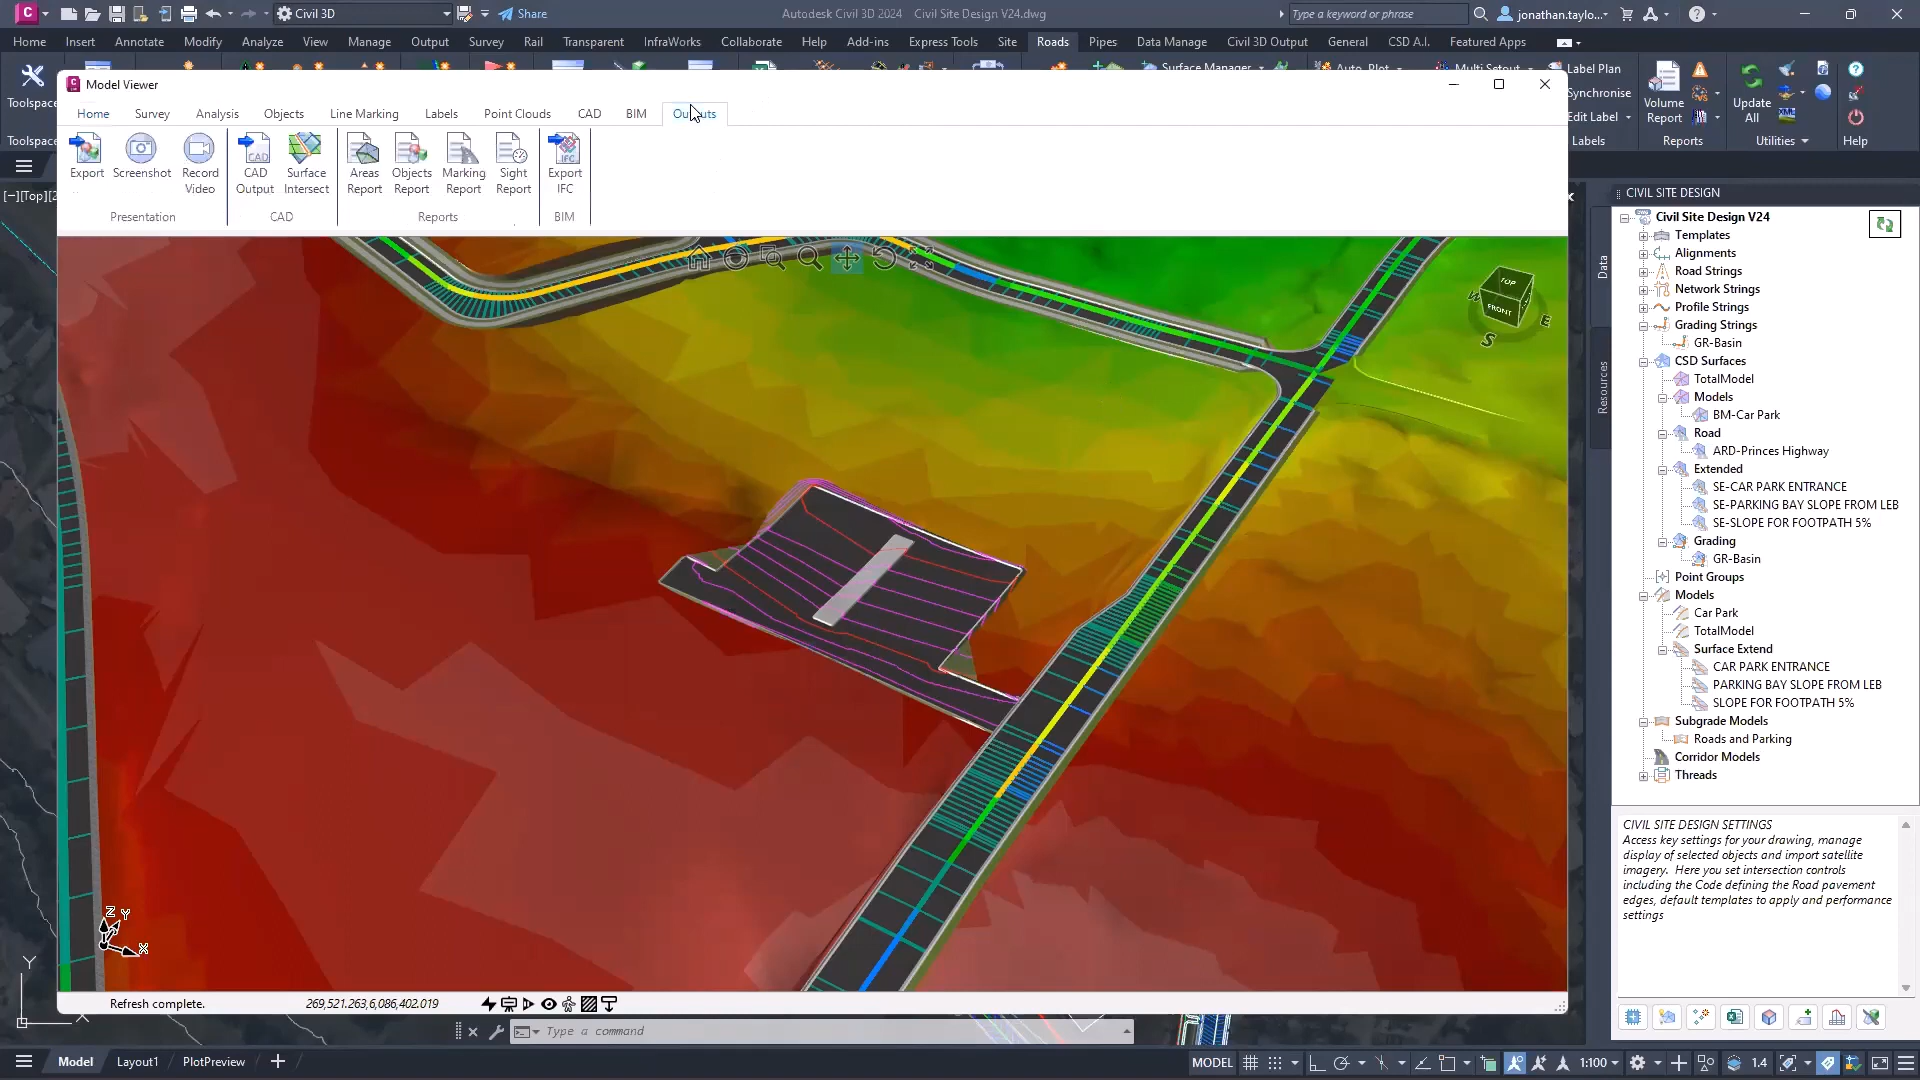 Civil 3D
Share
Autodesk Civil 3D 2024
Civil Site Design V24.dwg
Type a keyword or phrase
jonathan.taylo...
Home
Insert
Annotate
Modify
Analyze
View
Manage
Output
Survey
Rail
Transparent
InfraWorks
Collaborate
Help
Add-ins
Express Tools
Site
Roads
Pipes
Data Management
Civil 3D Output
General
CSD A.I.
Featured Apps
Toolspace
Toolspac
Surface Manager
Auto Plot
Multi Setout
Label Plan
Synchronise
Edit Label
Labels
Volume Report
Reports
Update All
Utilities
Help
Model Viewer
Home
Survey
Analysis
Objects
Line Marking
Labels
Point Clouds
CAD
BIM
Export
Screenshot
Record Video
Presentation
CAD Output
Surface Intersect
CAD
Areas Report
Objects Report
Marking Report
Sight Report
Reports
Export IFC
BIM
[−][Top][2
TOP
FRONT
W
E
S
Z
Y
X
Y
Refresh complete.
269,521.263,6,086,402.019
Type a command
Model
Layout1
PlotPreview
MODEL
1:100
1.4
CIVIL SITE DESIGN
Data
Resources
Civil Site Design V24
Templates
Alignments
Road Strings
Network Strings
Profile Strings
Grading Strings
GR-Basin
CSD Surfaces
TotalModel
Models
BM-Car Park
Road
ARD-Princes Highway
Extended
SE-CAR PARK ENTRANCE
SE-PARKING BAY SLOPE FROM LEB
SE-SLOPE FOR FOOTPATH 5%
Grading
GR-Basin
Point Groups
Models
Car Park
TotalModel
Surface Extend
CAR PARK ENTRANCE
PARKING BAY SLOPE FROM LEB
SLOPE FOR FOOTPATH 5%
Subgrade Models
Roads and Parking
Corridor Models
Threads
CIVIL SITE DESIGN SETTINGS
Access key settings for your drawing, manage
display of selected objects and import satellite
imagery. Here you set intersection controls
including the Code defining the Road pavement
edges, default templates to apply and performance
settings